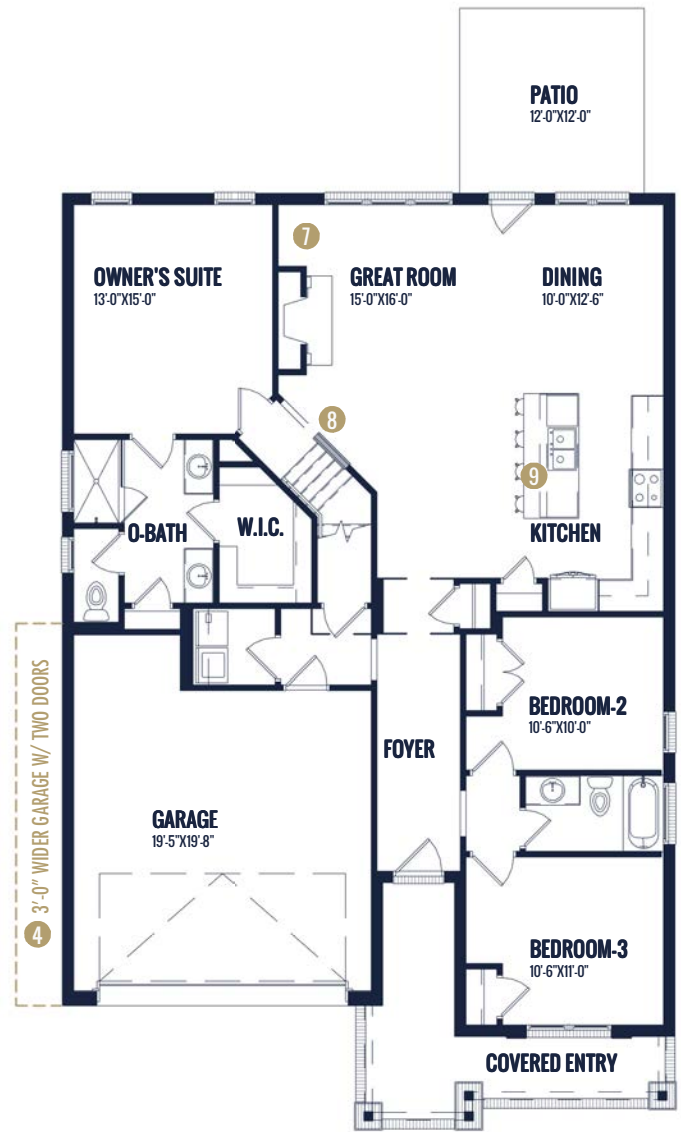 PATIO
12'-0"X12'-0"
7
OWNER'S SUITE
13'-0"X15'-0"
GREAT ROOM
15'-0"X16'-0"
DINING
10'-0"X12'-6"
8
9
O-BATH
W.I.C.
KITCHEN
4 3'-0" WIDER GARAGE W/ TWO DOORS
BEDROOM-2
10'-6"X10'-0"
FOYER
GARAGE
19'-5"X19'-8"
BEDROOM-3
10'-6"X11'-0"
COVERED ENTRY